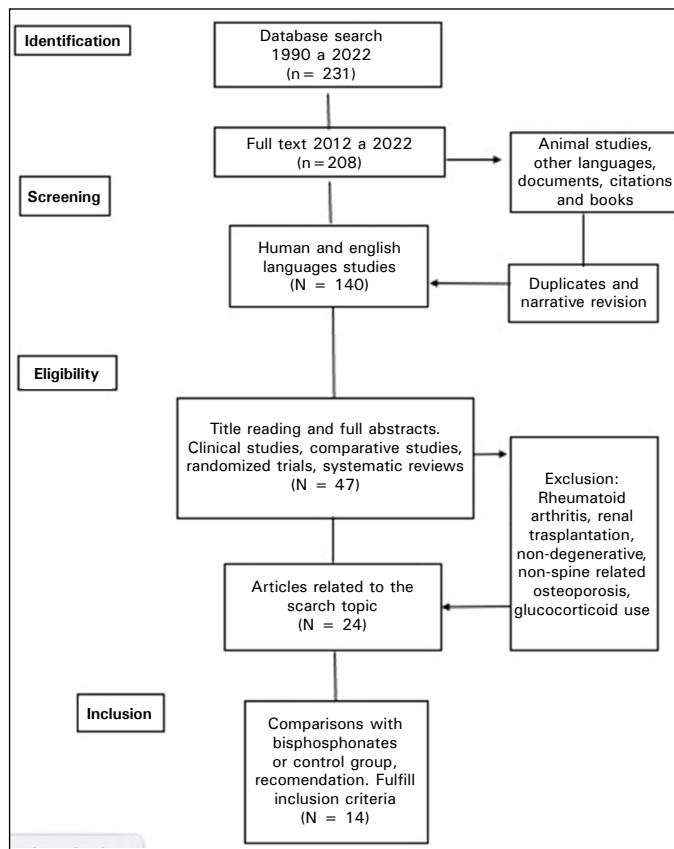 Identification
Database search
1990 a 2022
(n = 231)
Full text 2012 a 2022
(n = 208)
Animal studies,
other languages,
documents, citations
and books
Screening
Human and english
languages studies
(N = 140)
Duplicates and
narrative revision
Eligibility
Title reading and full abstracts.
Clinical studies, comparative studies,
randomized trials, systematic reviews
(N = 47)
Exclusion:
Rheumatoid
arthritis, renal
trasplantation,
non-degenerative,
non-spine related
osteoporosis,
glucocorticoid use
Articles related to the
scarch topic
(N = 24)
Inclusion
Comparisons with
bisphosphonates
or control group,
recomendation. Fulfill
inclusion criteria
(N = 14)